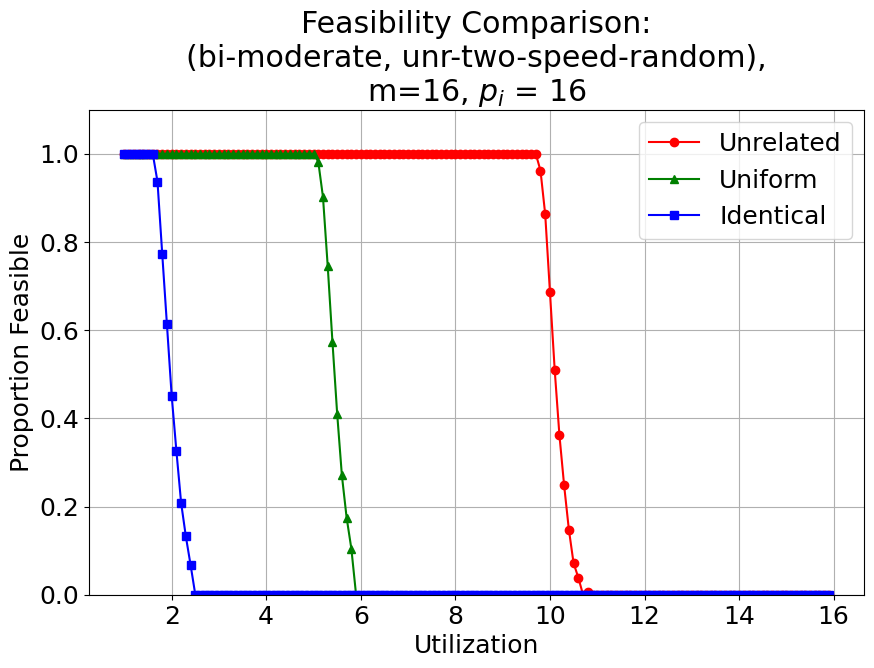 Feasibility Comparison:
(bi-moderate, unr-two-speed-random),
m=16, pᵢ = 16
Unrelated
Uniform
Identical
Proportion Feasible
1.0
0.8
0.6
0.4
0.2
0.0
2 4 6 8 10 12 14 16
Utilization